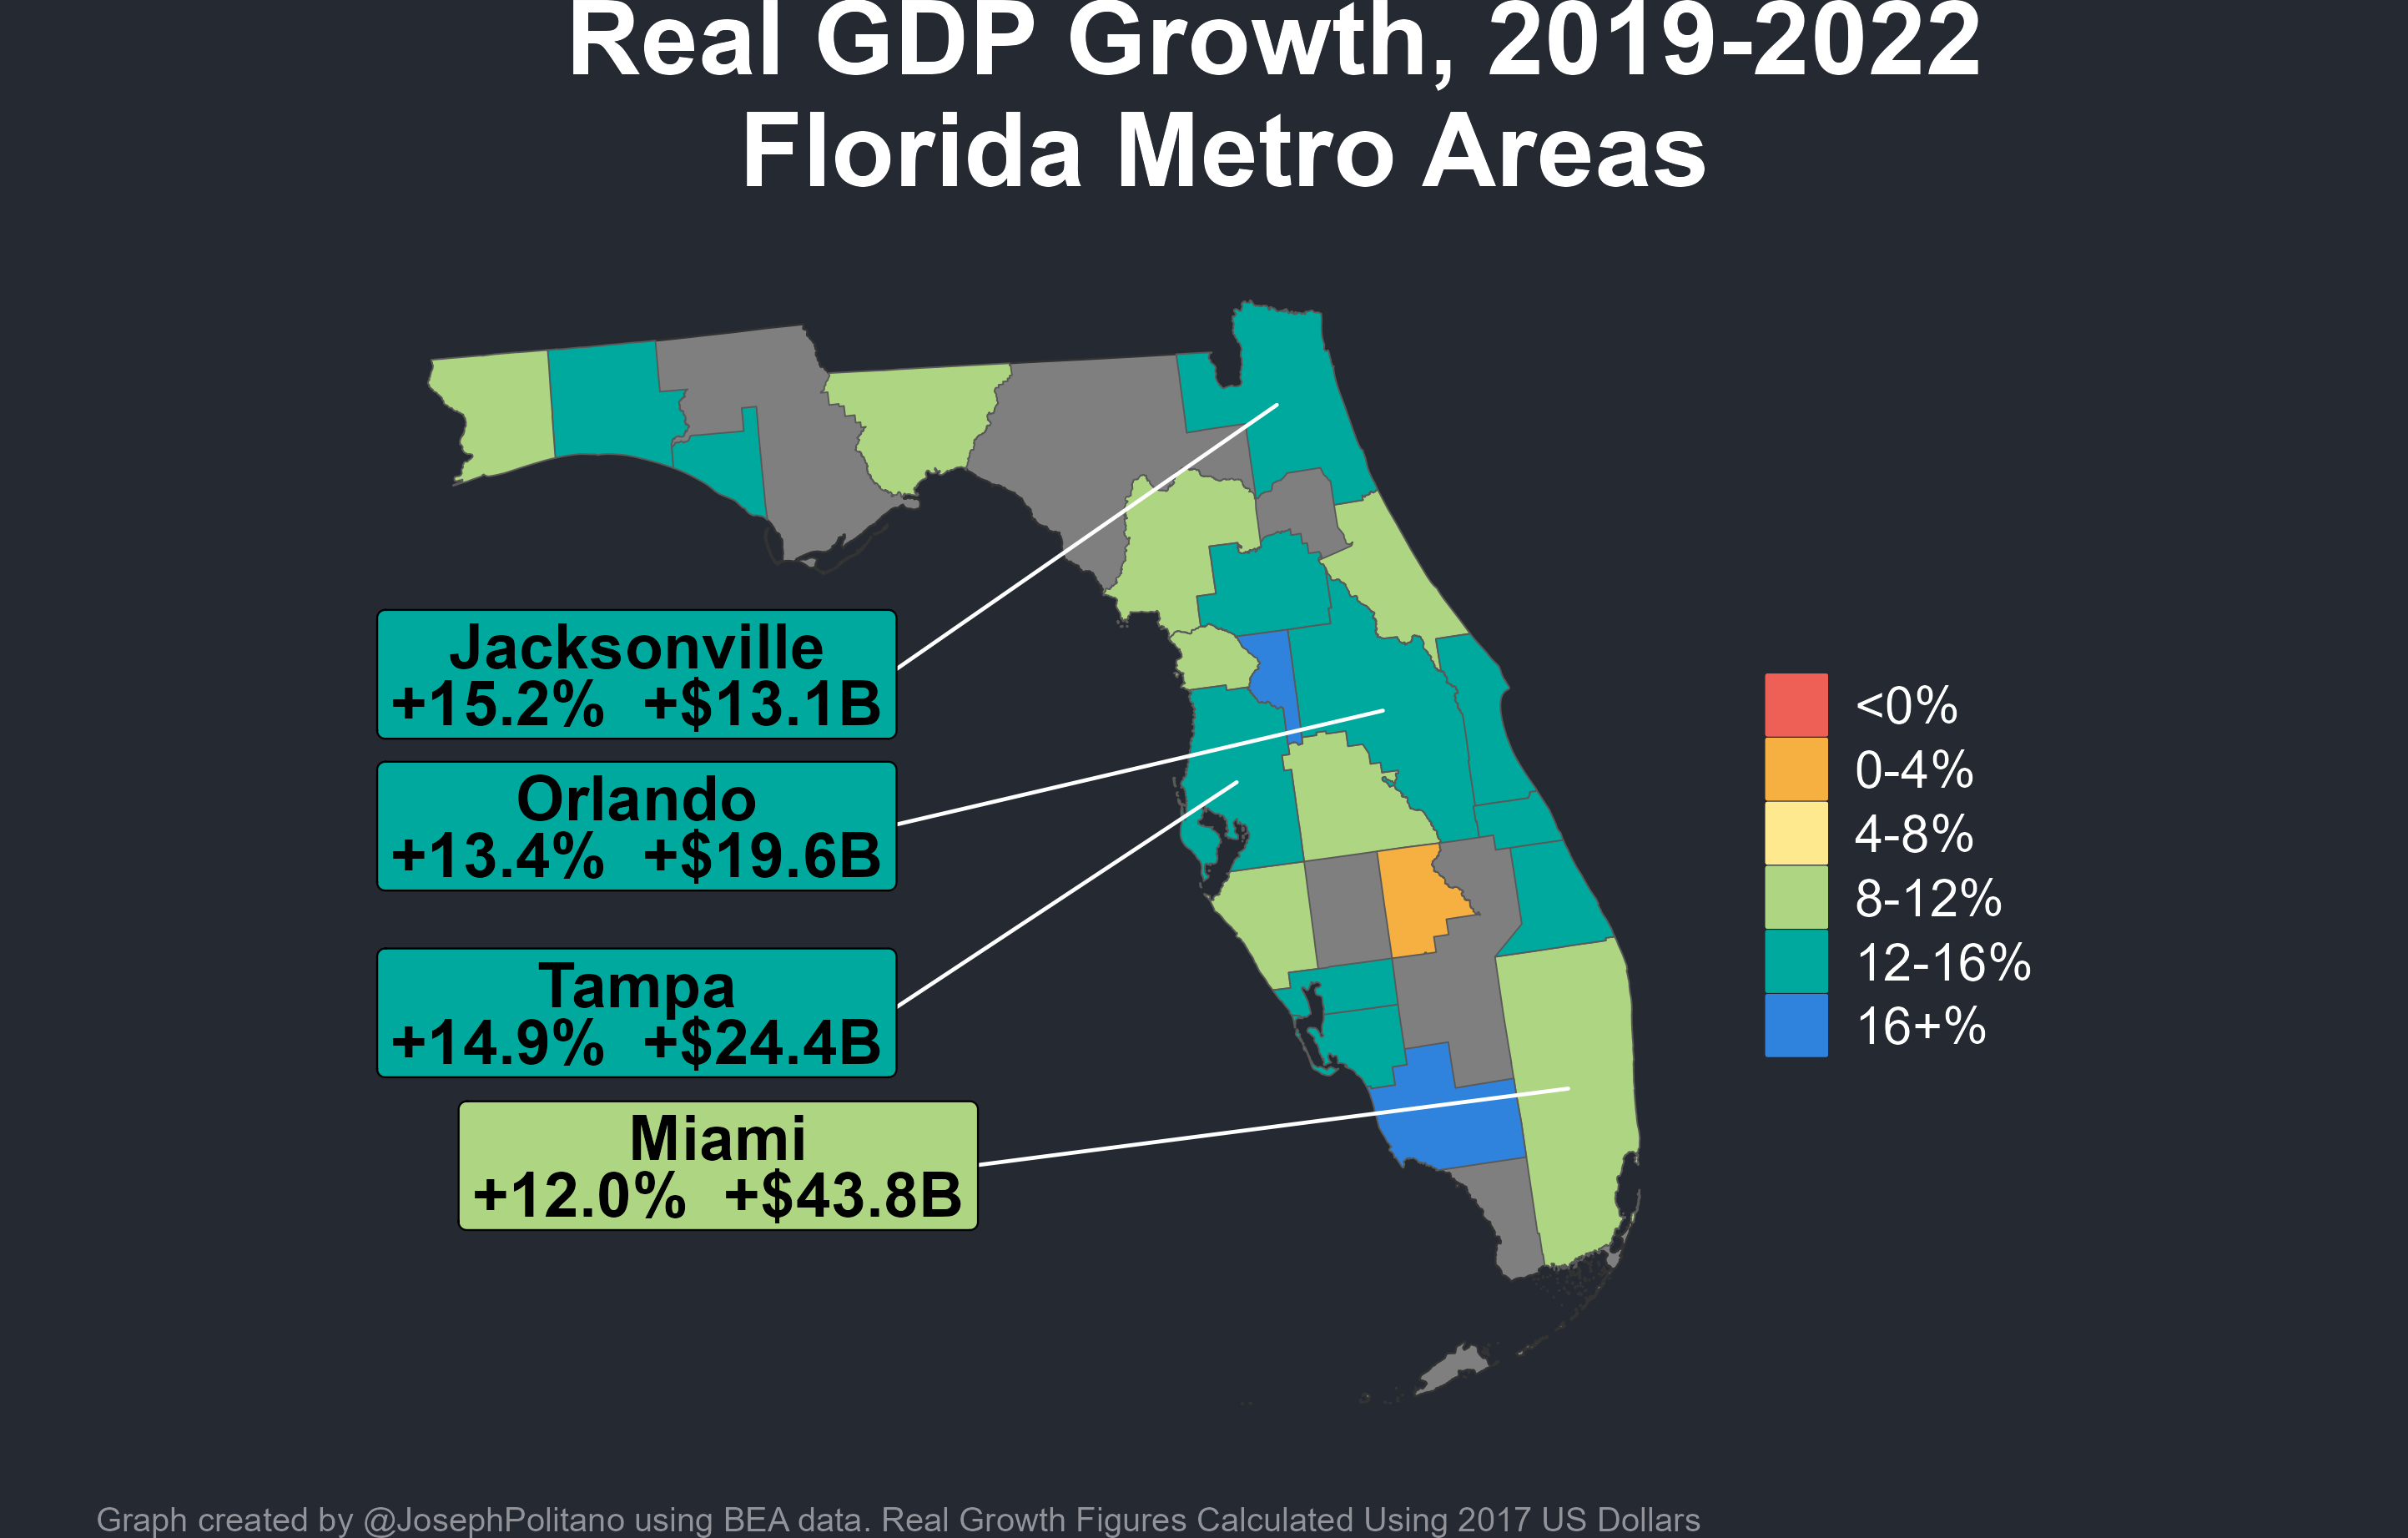 Real GDP Growth, 2019-2022
Florida Metro Areas
Jacksonville
+15.2% +$13.1B
Orlando
+13.4% +$19.6B
Tampa
+14.9% +$24.4B
Miami
+12.0% +$43.8B
<0%
0-4%
4-8%
8-12%
12-16%
16+%
Graph created by @JosephPolitano using BEA data. Real Growth Figures Calculated Using 2017 US Dollars